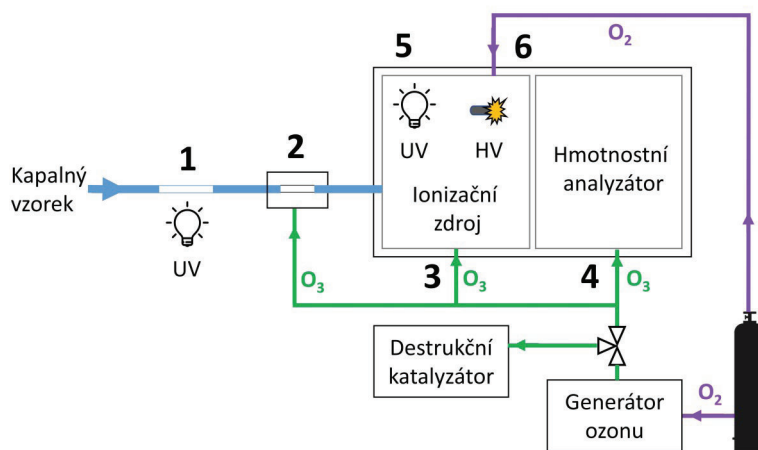 5
6
O₂
1
2
UV
HV
Hmotnostní
analyzátor
Kapalný
vzorek
Ionizační
zdroj
UV
O₃
3
O₃
4
O₃
Destrukční
katalyzátor
Generátor
ozonu
O₂